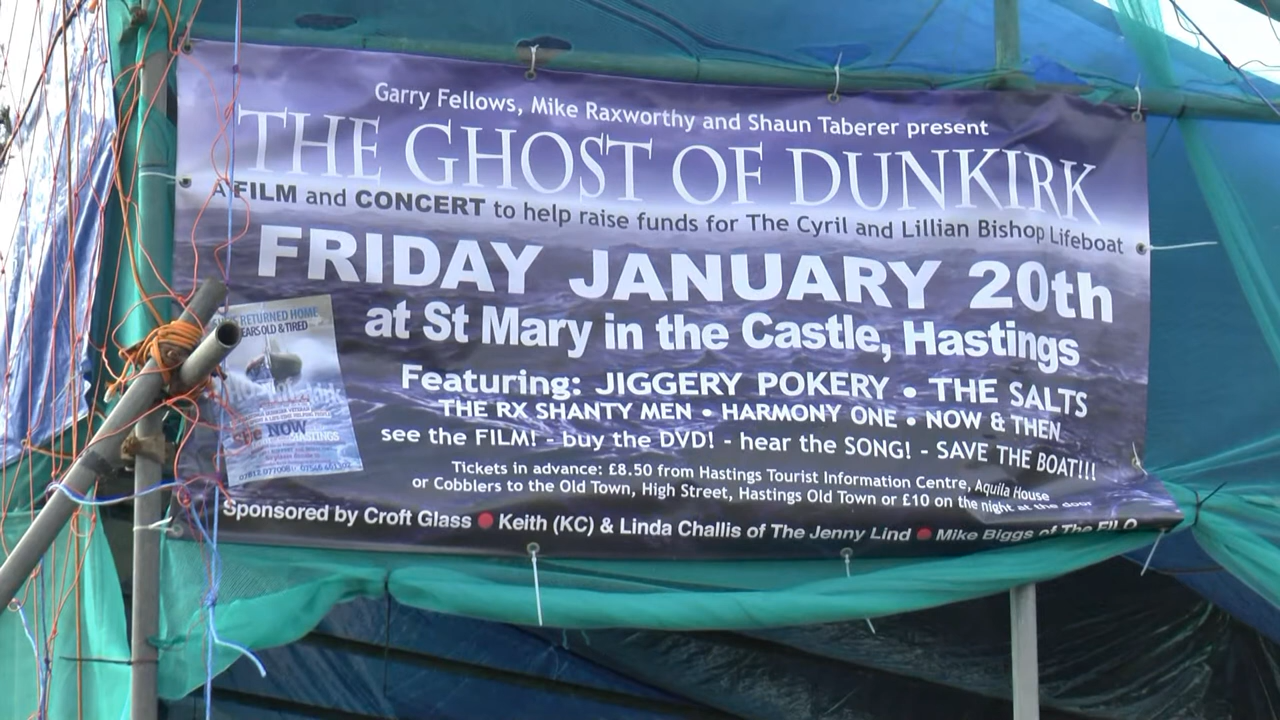 Garry Fellows, Mike Raxworthy and Shaun Taberer present
THE GHOST OF DUNKIRK
A FILM and CONCERT to help raise funds for The Cyril and Lillian Bishop Lifeboat
FRIDAY JANUARY 20th
at St Mary in the Castle, Hastings
Featuring: JIGGERY POKERY • THE SALTS
THE RX SHANTY MEN • HARMONY ONE • NOW & THEN
see the FILM! - buy the DVD! - hear the SONG! - SAVE THE BOAT!!!
Tickets in advance: £8.50 from Hastings Tourist Information Centre, Aquila House
or Cobblers to the Old Town, High Street, Hastings Old Town or £10 on the night at the door
Sponsored by Croft Glass • Keith (KC) & Linda Challis of The Jenny Lind • Mike Biggs of The FILO
RETURNED HOME
OLD & TIRED
NOW
HASTINGS